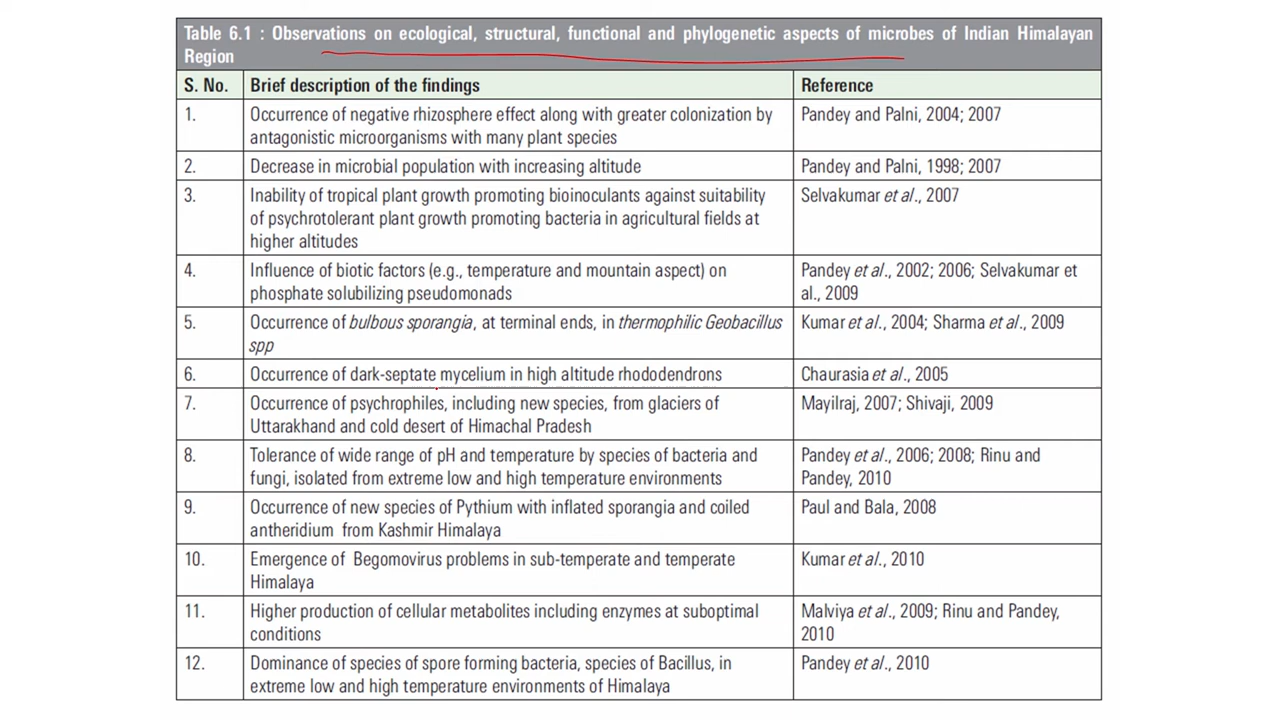 Table 6.1 : Observations on ecological, structural, functional and phylogenetic aspects of microbes of Indian Himalayan
Region
S. No. Brief description of the findings Reference
1. Occurrence of negative rhizosphere effect along with greater colonization by Pandey and Palni, 2004; 2007
antagonistic microorganisms with many plant species
2. Decrease in microbial population with increasing altitude Pandey and Palni, 1998; 2007
3. Inability of tropical plant growth promoting bioinoculants against suitability Selvakumar et al., 2007
of psychrotolerant plant growth promoting bacteria in agricultural fields at
higher altitudes
4. Influence of biotic factors (e.g., temperature and mountain aspect) on Pandey et al., 2002; 2006; Selvakumar et
phosphate solubilizing pseudomonads al., 2009
5. Occurrence of bulbous sporangia, at terminal ends, in thermophilic Geobacillus Kumar et al., 2004; Sharma et al., 2009
spp
6. Occurrence of dark-septate mycelium in high altitude rhododendrons Chaurasia et al., 2005
7. Occurrence of psychrophiles, including new species, from glaciers of Mayilraj, 2007; Shivaji, 2009
Uttarakhand and cold desert of Himachal Pradesh
8. Tolerance of wide range of pH and temperature by species of bacteria and Pandey et al., 2006; 2008; Rinu and
fungi, isolated from extreme low and high temperature environments Pandey, 2010
9. Occurrence of new species of Pythium with inflated sporangia and coiled Paul and Bala, 2008
antheridium from Kashmir Himalaya
10. Emergence of Begomovirus problems in sub-temperate and temperate Kumar et al., 2010
Himalaya
11. Higher production of cellular metabolites including enzymes at suboptimal Malviya et al., 2009; Rinu and Pandey,
conditions 2010
12. Dominance of species of spore forming bacteria, species of Bacillus, in Pandey et al., 2010
extreme low and high temperature environments of Himalaya